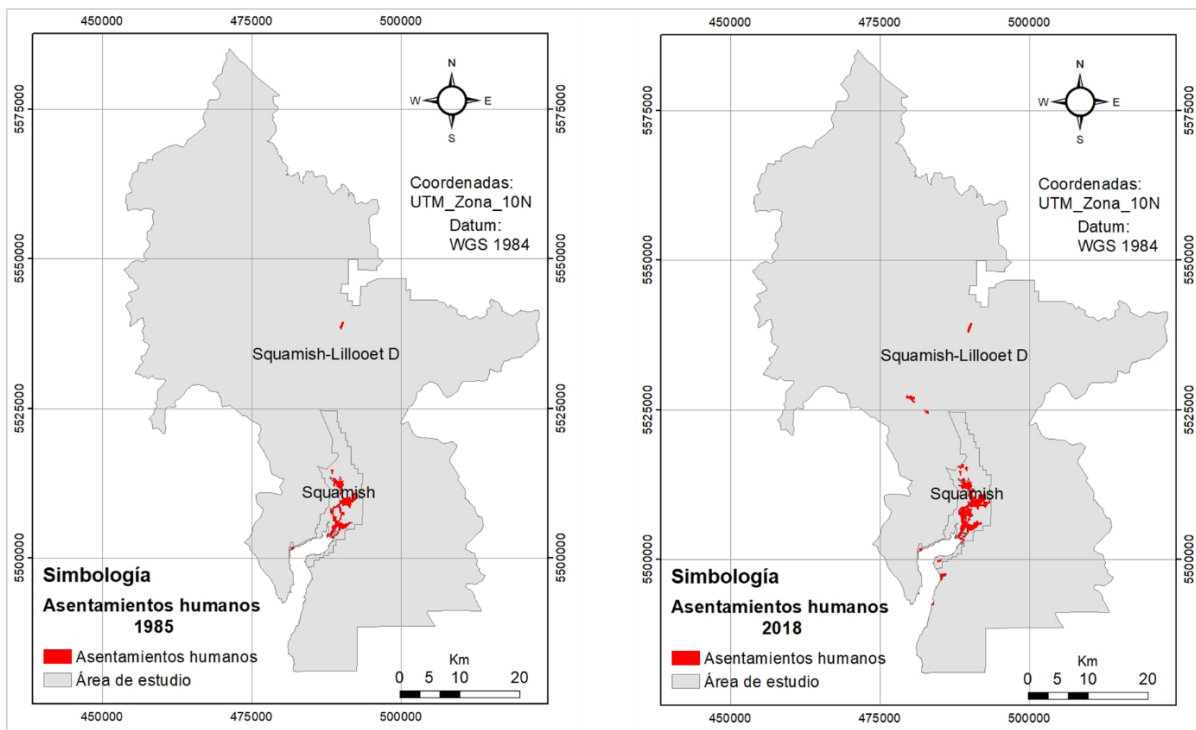 450000 475000 500000
N
W E
S
5575000 5575000
Coordenadas:
UTM_Zona_10N
Datum:
WGS 1984
5550000 5550000
Squamish-Lillooet D
5525000 5525000
Squamish
5500000 5500000
Simbología
Asentamientos humanos
1985
Asentamientos humanos
Área de estudio
Km
0 5 10 20
450000 475000 500000
450000 475000 500000
N
W E
S
5575000 5575000
Coordenadas:
UTM_Zona_10N
Datum:
WGS 1984
5550000 5550000
Squamish-Lillooet D
5525000 5525000
Squamish
5500000 5500000
Simbología
Asentamientos humanos
2018
Asentamientos humanos
Área de estudio
Km
0 5 10 20
450000 475000 500000